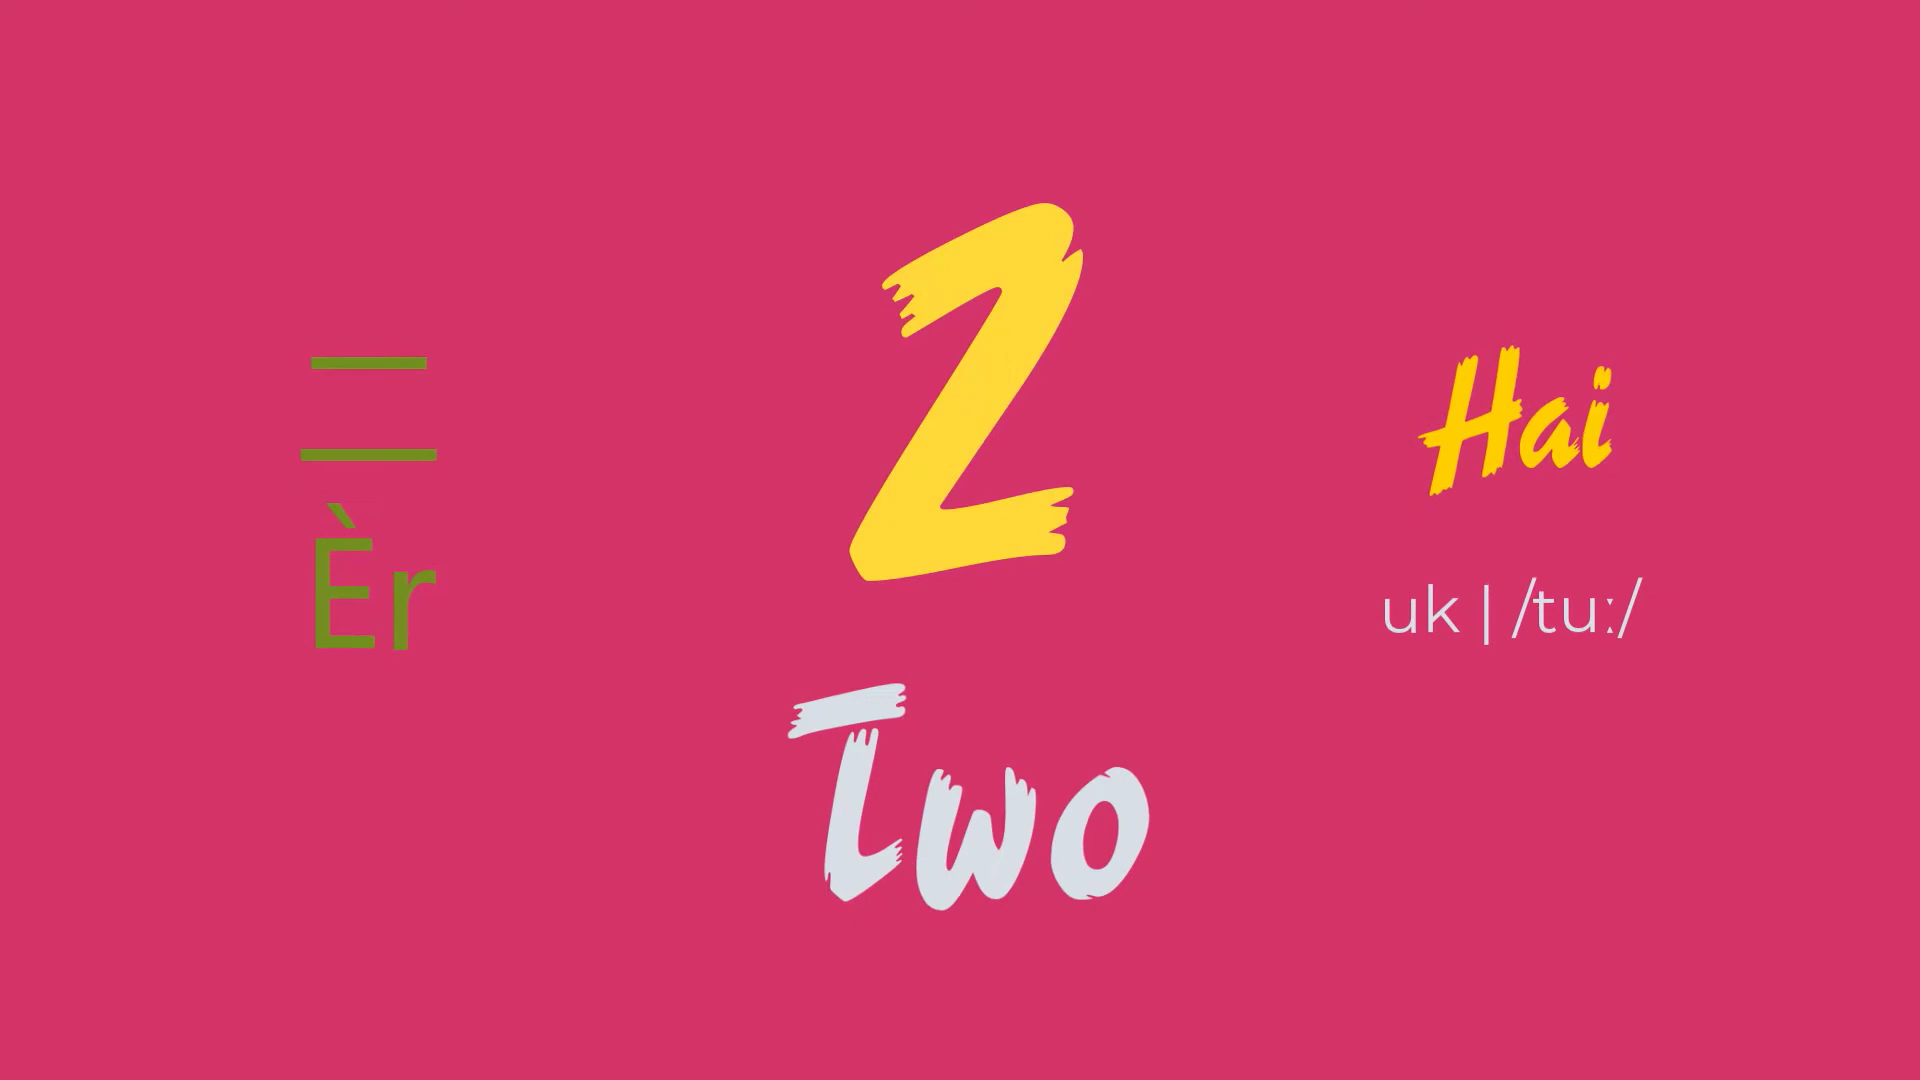 二
Èr
2
Two
Hai
uk | /tuː/